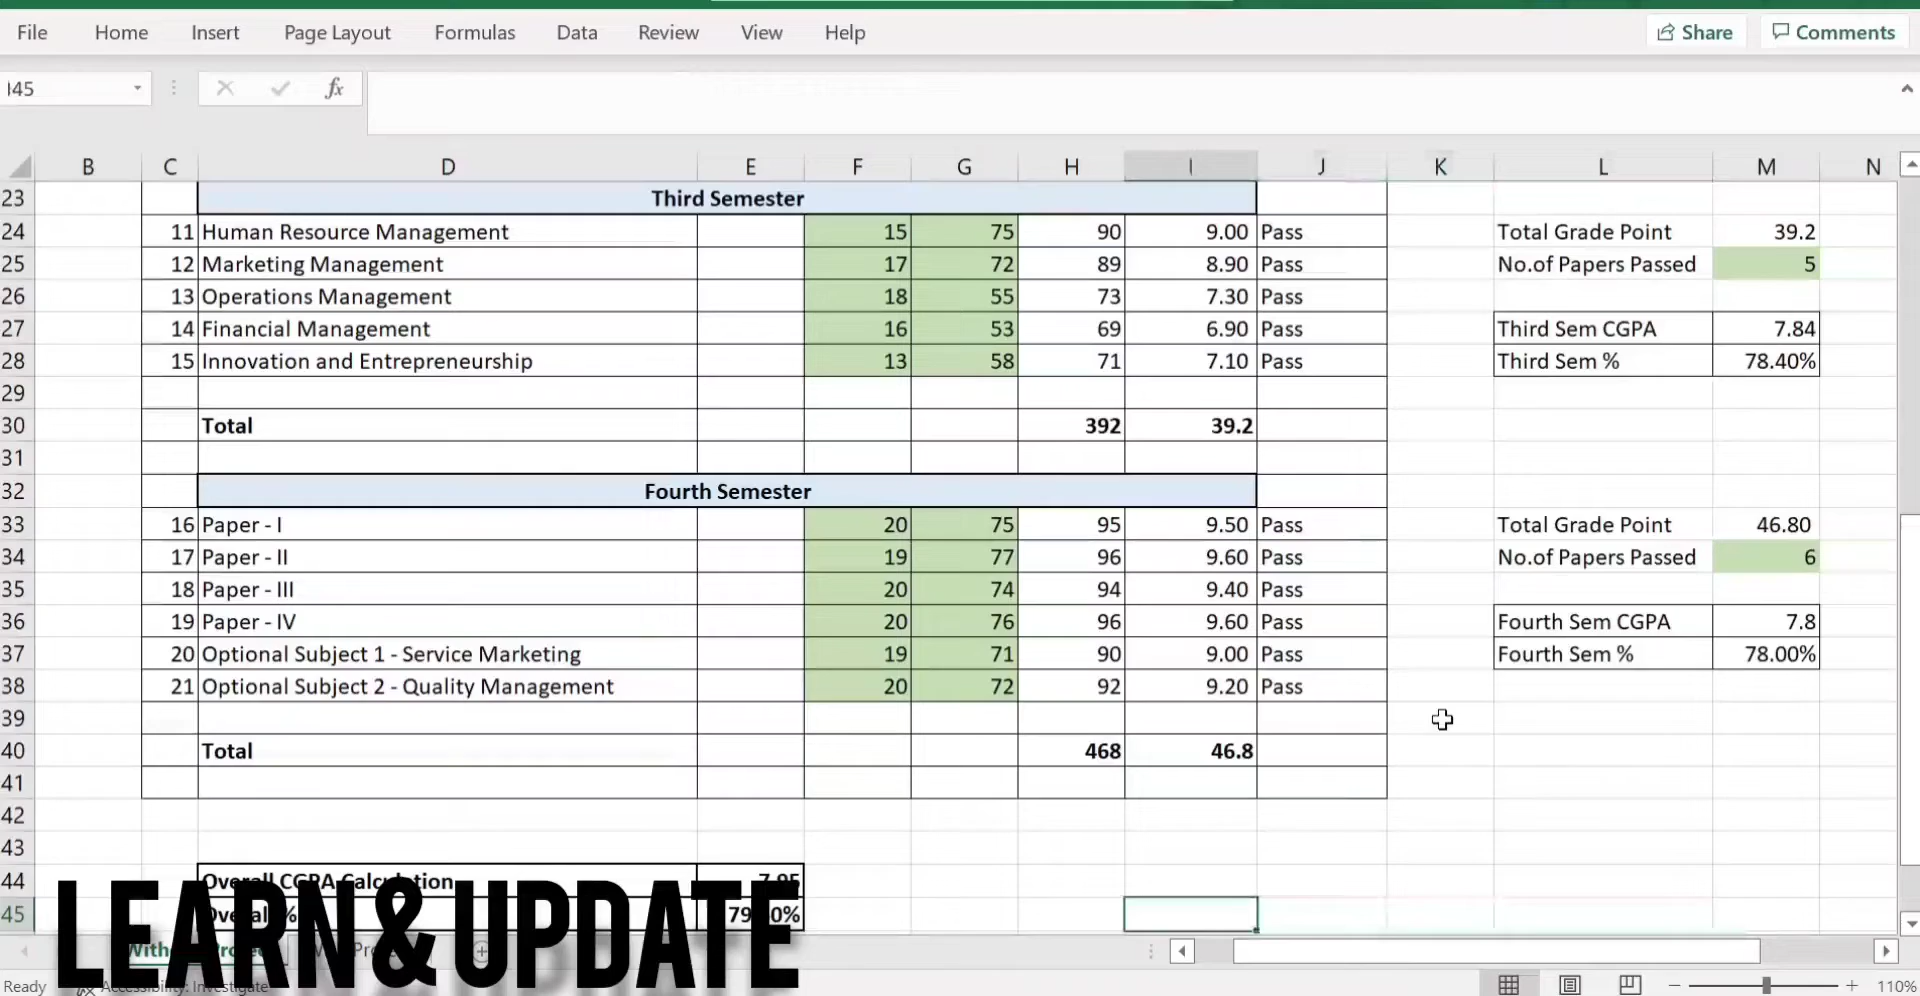 File Home Insert Page Layout Formulas Data Review View Help Share Comments
I45 fx
B C D E F G H I J K L M N
23 Third Semester
24 11 Human Resource Management 15 75 90 9.00 Pass Total Grade Point 39.2
25 12 Marketing Management 17 72 89 8.90 Pass No.of Papers Passed 5
26 13 Operations Management 18 55 73 7.30 Pass
27 14 Financial Management 16 53 69 6.90 Pass Third Sem CGPA 7.84
28 15 Innovation and Entrepreneurship 13 58 71 7.10 Pass Third Sem % 78.40%
29
30 Total 392 39.2
31
32 Fourth Semester
33 16 Paper - I 20 75 95 9.50 Pass Total Grade Point 46.80
34 17 Paper - II 19 77 96 9.60 Pass No.of Papers Passed 6
35 18 Paper - III 20 74 94 9.40 Pass
36 19 Paper - IV 20 76 96 9.60 Pass Fourth Sem CGPA 7.8
37 20 Optional Subject 1 - Service Marketing 19 71 90 9.00 Pass Fourth Sem % 78.00%
38 21 Optional Subject 2 - Quality Management 20 72 92 9.20 Pass
39
40 Total 468 46.8
41
42
43
44 Overall CGPA Calculation 7.95
45 Overall %
LEARN & UPDATE
Ready Accessibility: Investigate 110%